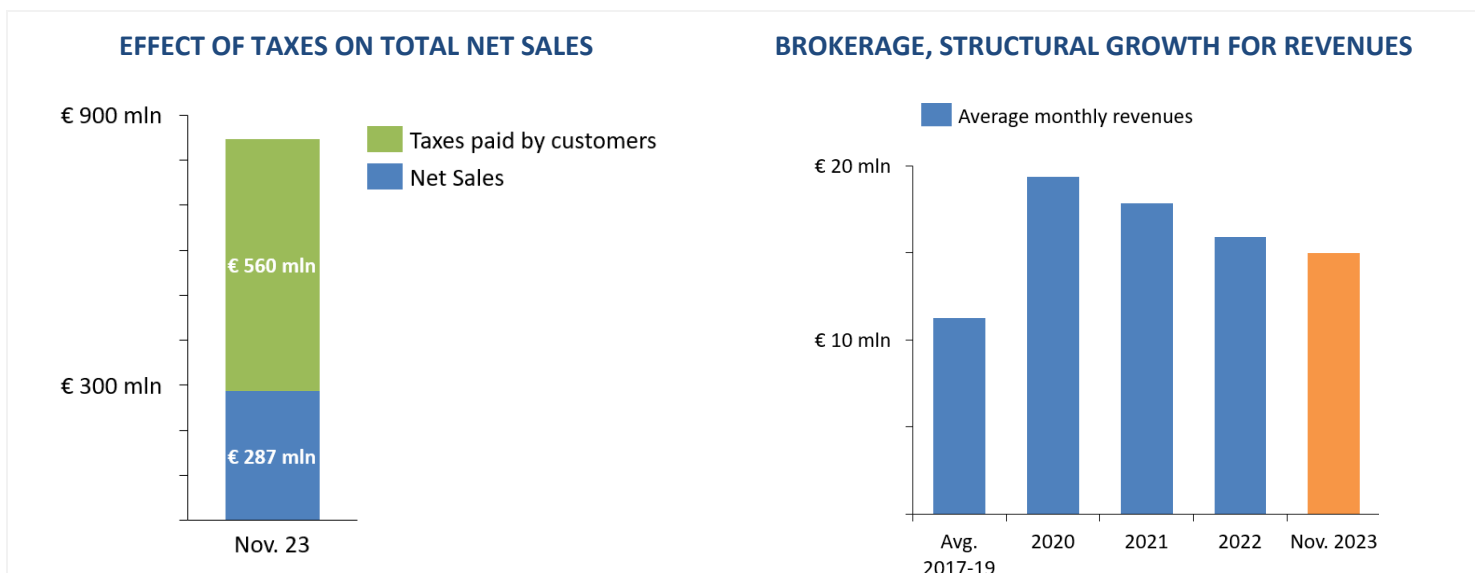 EFFECT OF TAXES ON TOTAL NET SALES
€ 900 mln
Taxes paid by customers
Net Sales
€ 560 mln
€ 300 mln
€ 287 mln
Nov. 23
BROKERAGE, STRUCTURAL GROWTH FOR REVENUES
Average monthly revenues
€ 20 mln
€ 10 mln
Avg.
2017-19
2020
2021
2022
Nov. 2023